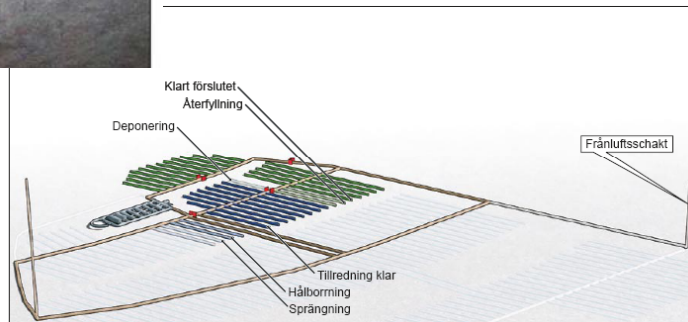 Klart förslutet
Återfyllning
Deponering
Frånluftsschakt
Tillredning klar
Hålborrning
Sprängning